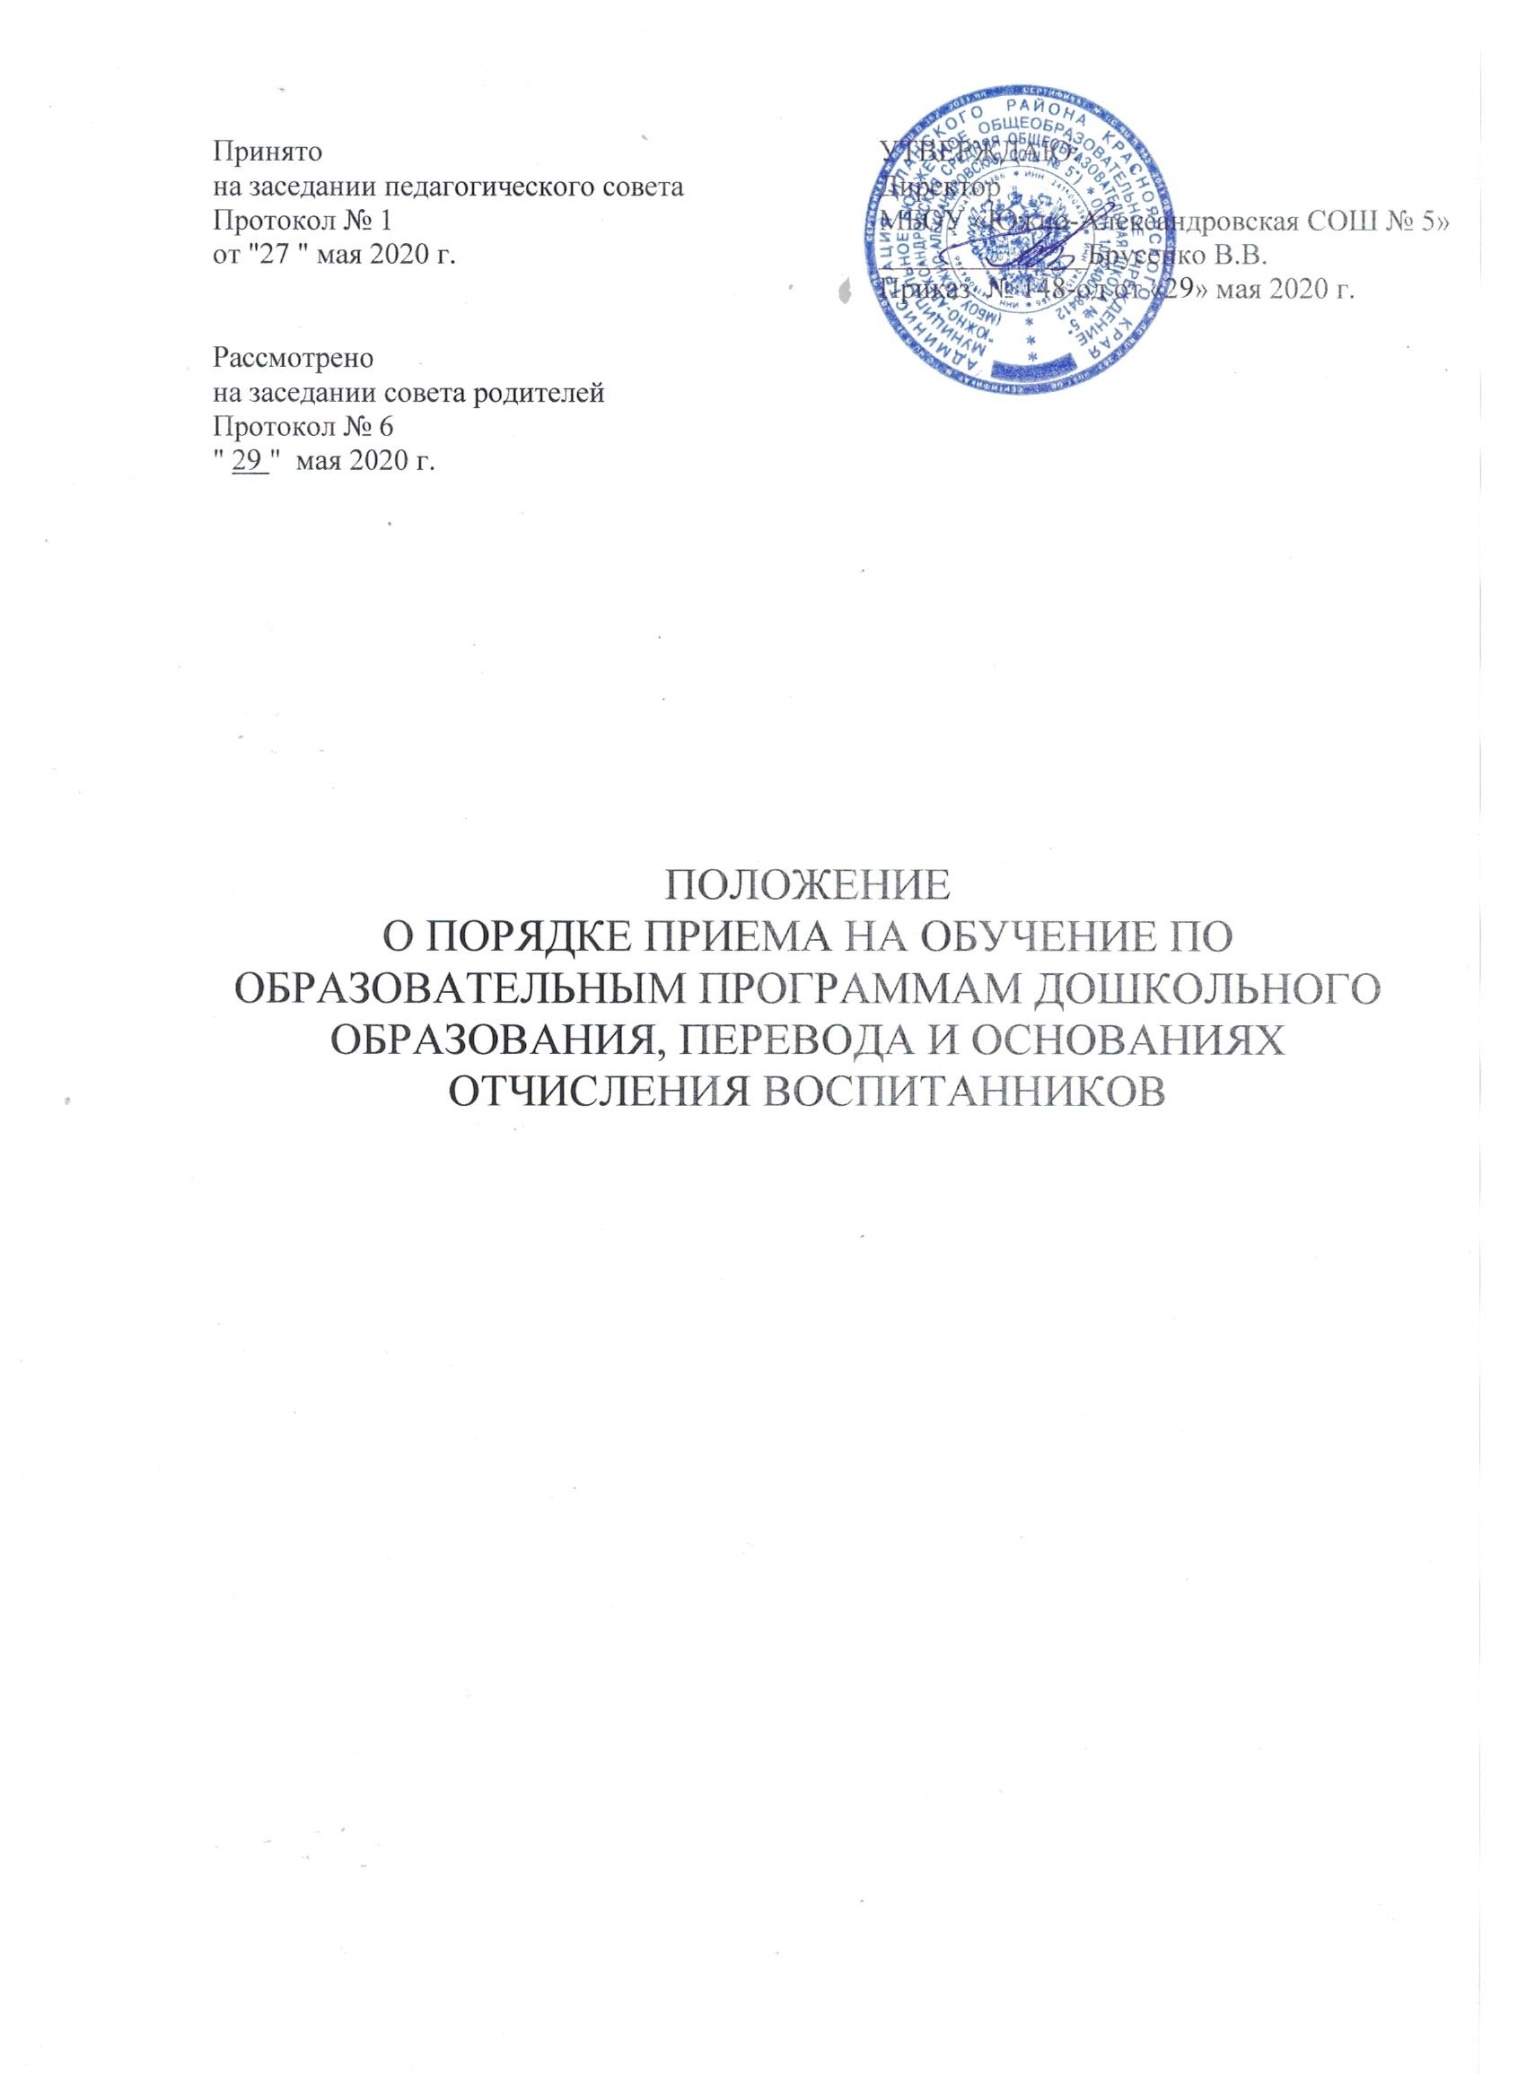 Принято
на заседании педагогического совета
Протокол № 1
от "27 " мая 2020 г.
Рассмотрено
на заседании совета родителей
Протокол № 6
" 29 " мая 2020 г.
УТВЕРЖДАЮ
Директор
МБОУ «Южно-Александровская СОШ № 5»
Брусенко В.В.
Приказ № 148-од от «29» мая 2020 г.
ПОЛОЖЕНИЕ
О ПОРЯДКЕ ПРИЕМА НА ОБУЧЕНИЕ ПО
ОБРАЗОВАТЕЛЬНЫМ ПРОГРАММАМ ДОШКОЛЬНОГО
ОБРАЗОВАНИЯ, ПЕРЕВОДА И ОСНОВАНИЯХ
ОТЧИСЛЕНИЯ ВОСПИТАННИКОВ